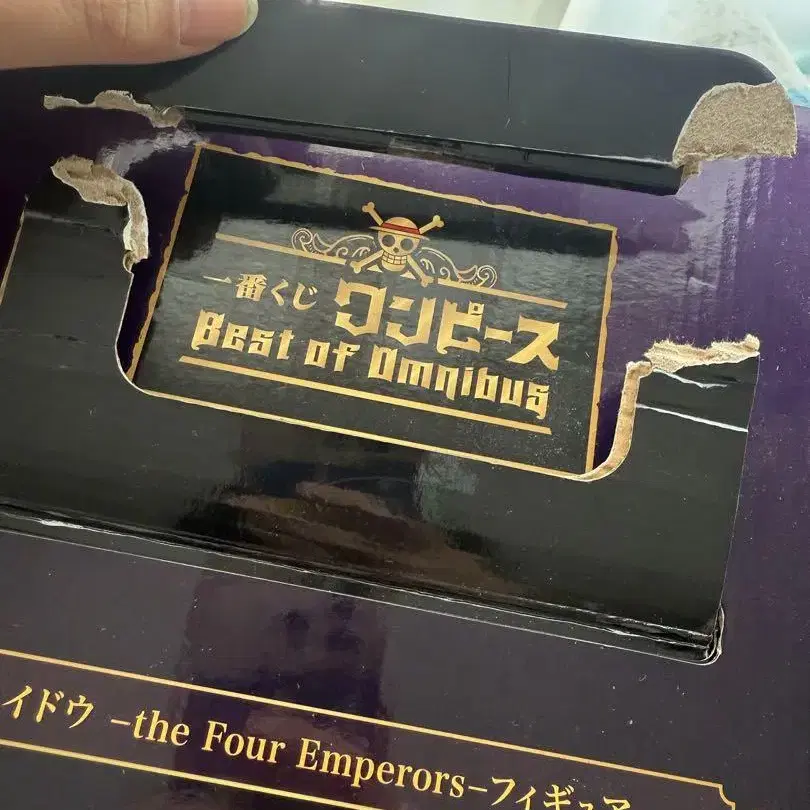 一番くじ ワンピース
Best of Omnibus
イドウ -the Four Emperors-フィギュア